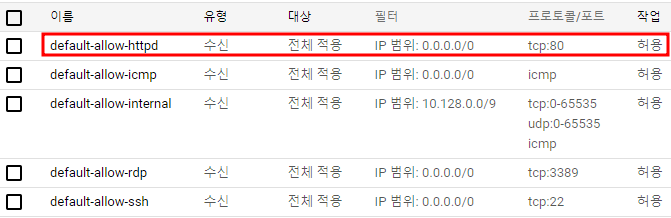 이름 유형 대상 필터 프로토콜/포트 작업
default-allow-httpd 수신 전체 적용 IP 범위: 0.0.0.0/0 tcp:80 허용
default-allow-icmp 수신 전체 적용 IP 범위: 0.0.0.0/0 icmp 허용
default-allow-internal 수신 전체 적용 IP 범위: 10.128.0.0/9 tcp:0-65535 허용
udp:0-65535
icmp
default-allow-rdp 수신 전체 적용 IP 범위: 0.0.0.0/0 tcp:3389 허용
default-allow-ssh 수신 전체 적용 IP 범위: 0.0.0.0/0 tcp:22 허용